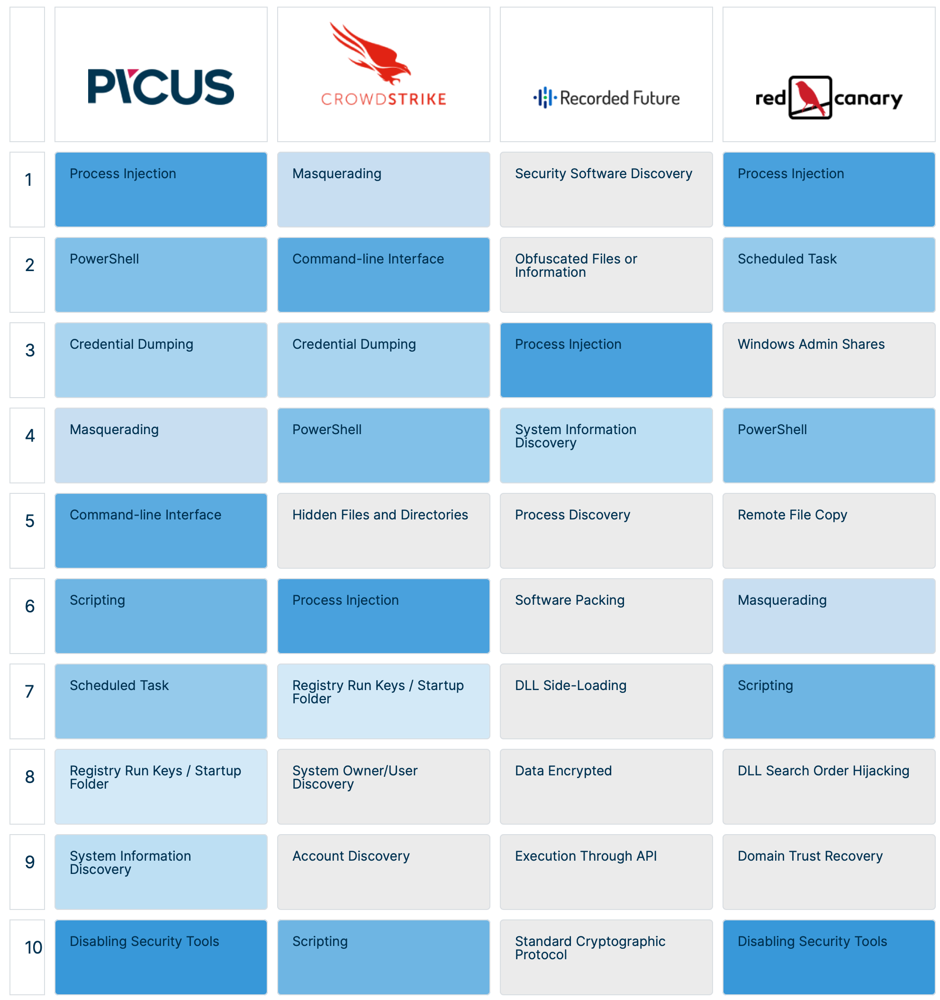 PICUS
CROWDSTRIKE
Recorded Future
red canary
1
Process Injection
Masquerading
Security Software Discovery
Process Injection
2
PowerShell
Command-line Interface
Obfuscated Files or
Information
Scheduled Task
3
Credential Dumping
Credential Dumping
Process Injection
Windows Admin Shares
4
Masquerading
PowerShell
System Information
Discovery
PowerShell
5
Command-line Interface
Hidden Files and Directories
Process Discovery
Remote File Copy
6
Scripting
Process Injection
Software Packing
Masquerading
7
Scheduled Task
Registry Run Keys / Startup
Folder
DLL Side-Loading
Scripting
8
Registry Run Keys / Startup
Folder
System Owner/User
Discovery
Data Encrypted
DLL Search Order Hijacking
9
System Information
Discovery
Account Discovery
Execution Through API
Domain Trust Recovery
10
Disabling Security Tools
Scripting
Standard Cryptographic
Protocol
Disabling Security Tools